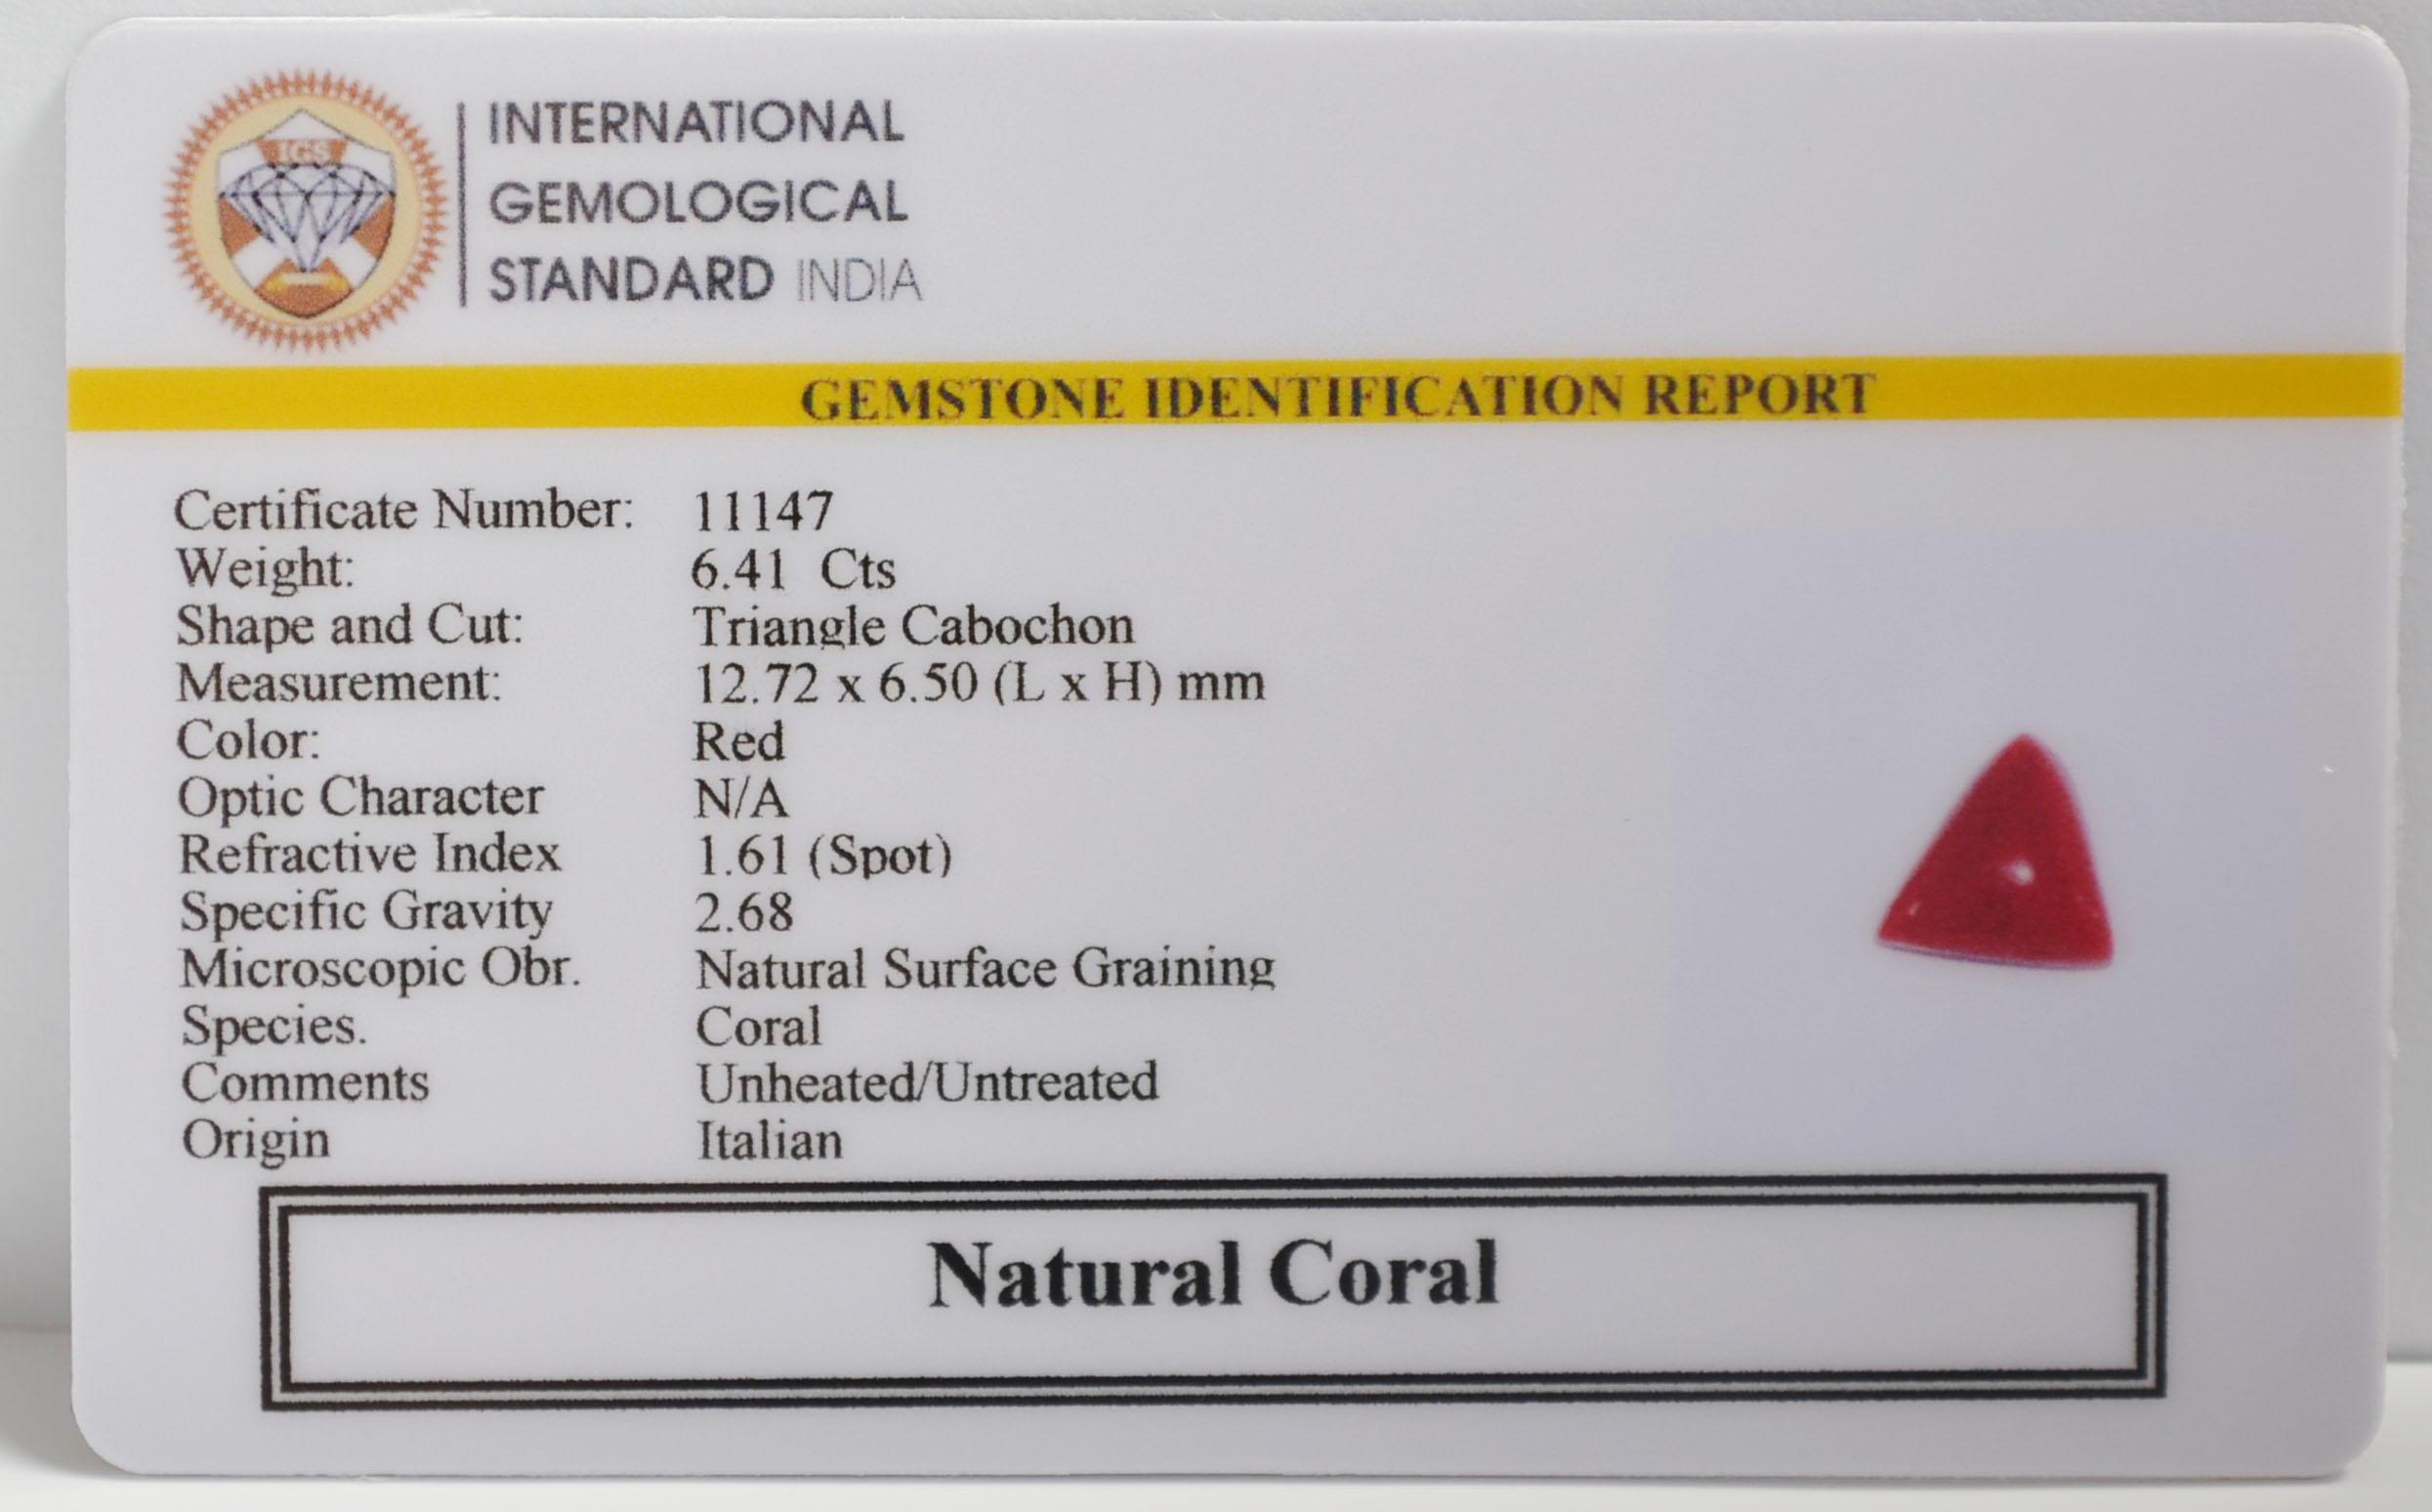 IGS
INTERNATIONAL
GEMOLOGICAL
STANDARD INDIA
GEMSTONE IDENTIFICATION REPORT
Certificate Number: 11147
Weight: 6.41 Cts
Shape and Cut: Triangle Cabochon
Measurement: 12.72 x 6.50 (L x H) mm
Color: Red
Optic Character N/A
Refractive Index 1.61 (Spot)
Specific Gravity 2.68
Microscopic Obr. Natural Surface Graining
Species. Coral
Comments Unheated/Untreated
Origin Italian
Natural Coral